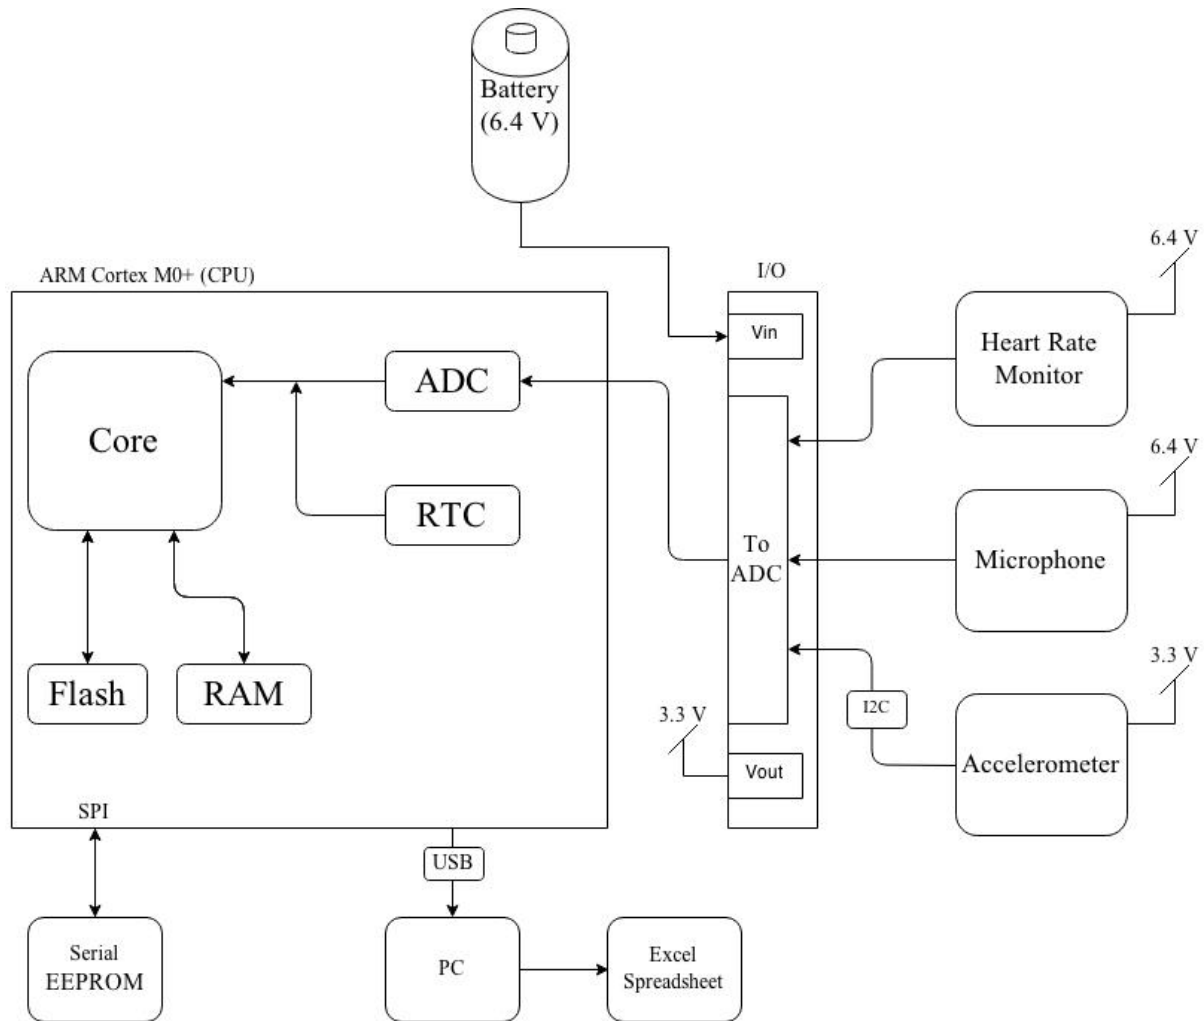 Battery
(6.4 V)
6.4 V
ARM Cortex M0+ (CPU)
I/O
Vin
Heart Rate
Monitor
ADC
Core
6.4 V
RTC
To
ADC
Microphone
3.3 V
Flash
RAM
I2C
3.3 V
Accelerometer
Vout
SPI
USB
Serial
EEPROM
PC
Excel
Spreadsheet